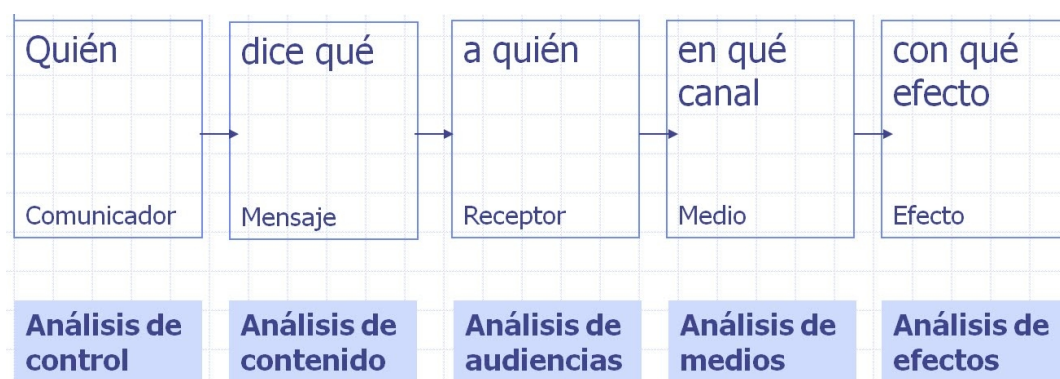 Quién
dice qué
a quién
en qué
canal
con qué
efecto
Comunicador
Mensaje
Receptor
Medio
Efecto
Análisis de
control
Análisis de
contenido
Análisis de
audiencias
Análisis de
medios
Análisis de
efectos